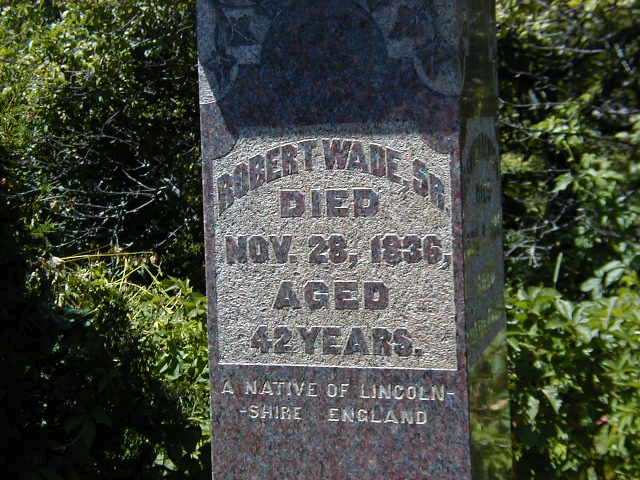 ROBERT WADE, SR.
DIED
NOV. 28, 1836,
AGED
42 YEARS.
A NATIVE OF LINCOLN-
-SHIRE ENGLAND